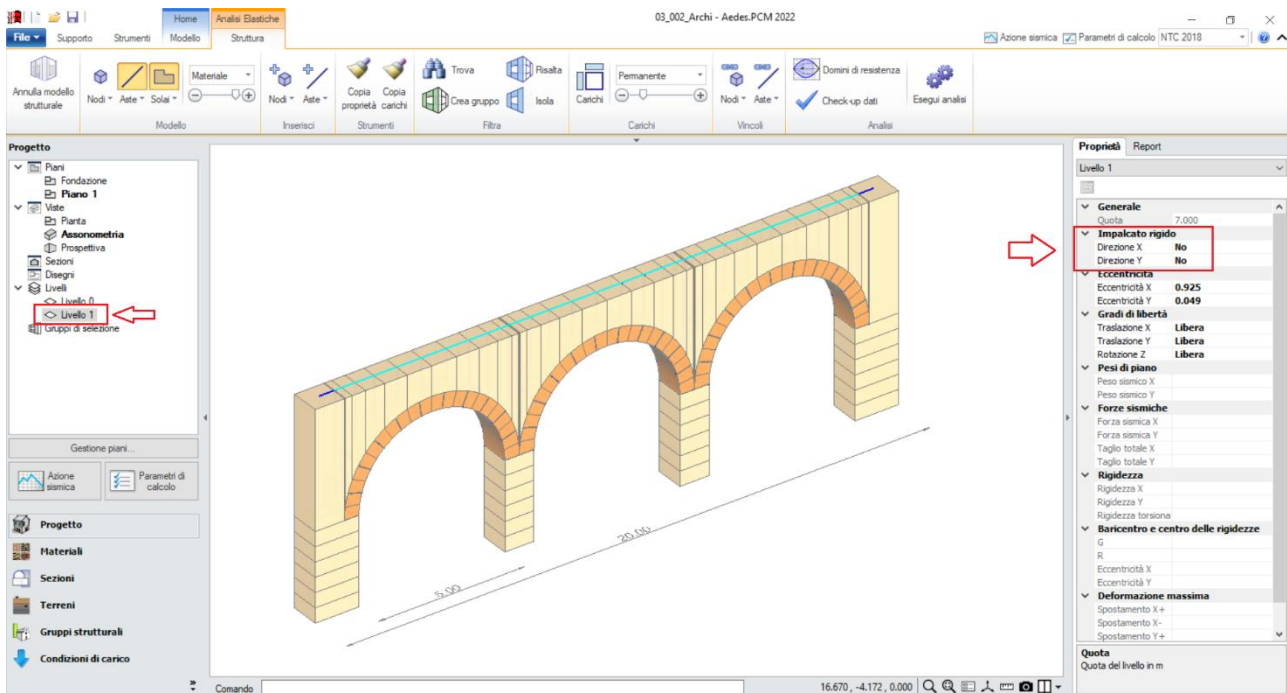 03_002_Archi - Aedes.PCM 2022
Home
Analisi Elastiche
File
Supporto
Strumenti
Modello
Struttura
Azione sismica
Parametri di calcolo
NTC 2018
Annulla modello strutturale
Nodi
Aste
Solai
Materiale
Modello
Nodi
Aste
Inserisci
Copia proprietà
Copia carichi
Strumenti
Trova
Crea gruppo
Risalta
Isola
Filtra
Carichi
Permanente
Carichi
Nodi
Aste
Vincoli
Domini di resistenza
Check-up dati
Esegui analisi
Analisi
Progetto
Piani
Fondazione
Piano 1
Viste
Pianta
Assonometria
Prospettiva
Sezioni
Disegni
Livelli
Livello 0
Livello 1
Gruppi di selezione
Gestione piani...
Azione sismica
Parametri di calcolo
Progetto
Materiali
Sezioni
Terreni
Gruppi strutturali
Condizioni di carico
5.00
20.00
Comando
16.670 , -4.172 , 0.000
Proprietà
Report
Livello 1
Generale
Quota 7.000
Impalcato rigido
Direzione X No
Direzione Y No
Eccentricità
Eccentricità X 0.925
Eccentricità Y 0.049
Gradi di libertà
Traslazione X Libera
Traslazione Y Libera
Rotazione Z Libera
Pesi di piano
Peso sismico X
Peso sismico Y
Forze sismiche
Forza sismica X
Forza sismica Y
Taglio totale X
Taglio totale Y
Rigidezza
Rigidezza X
Rigidezza Y
Rigidezza torsiona
Baricentro e centro delle rigidezze
G
R
Eccentricità X
Eccentricità Y
Deformazione massima
Spostamento X+
Spostamento X-
Spostamento Y+
Quota
Quota del livello in m